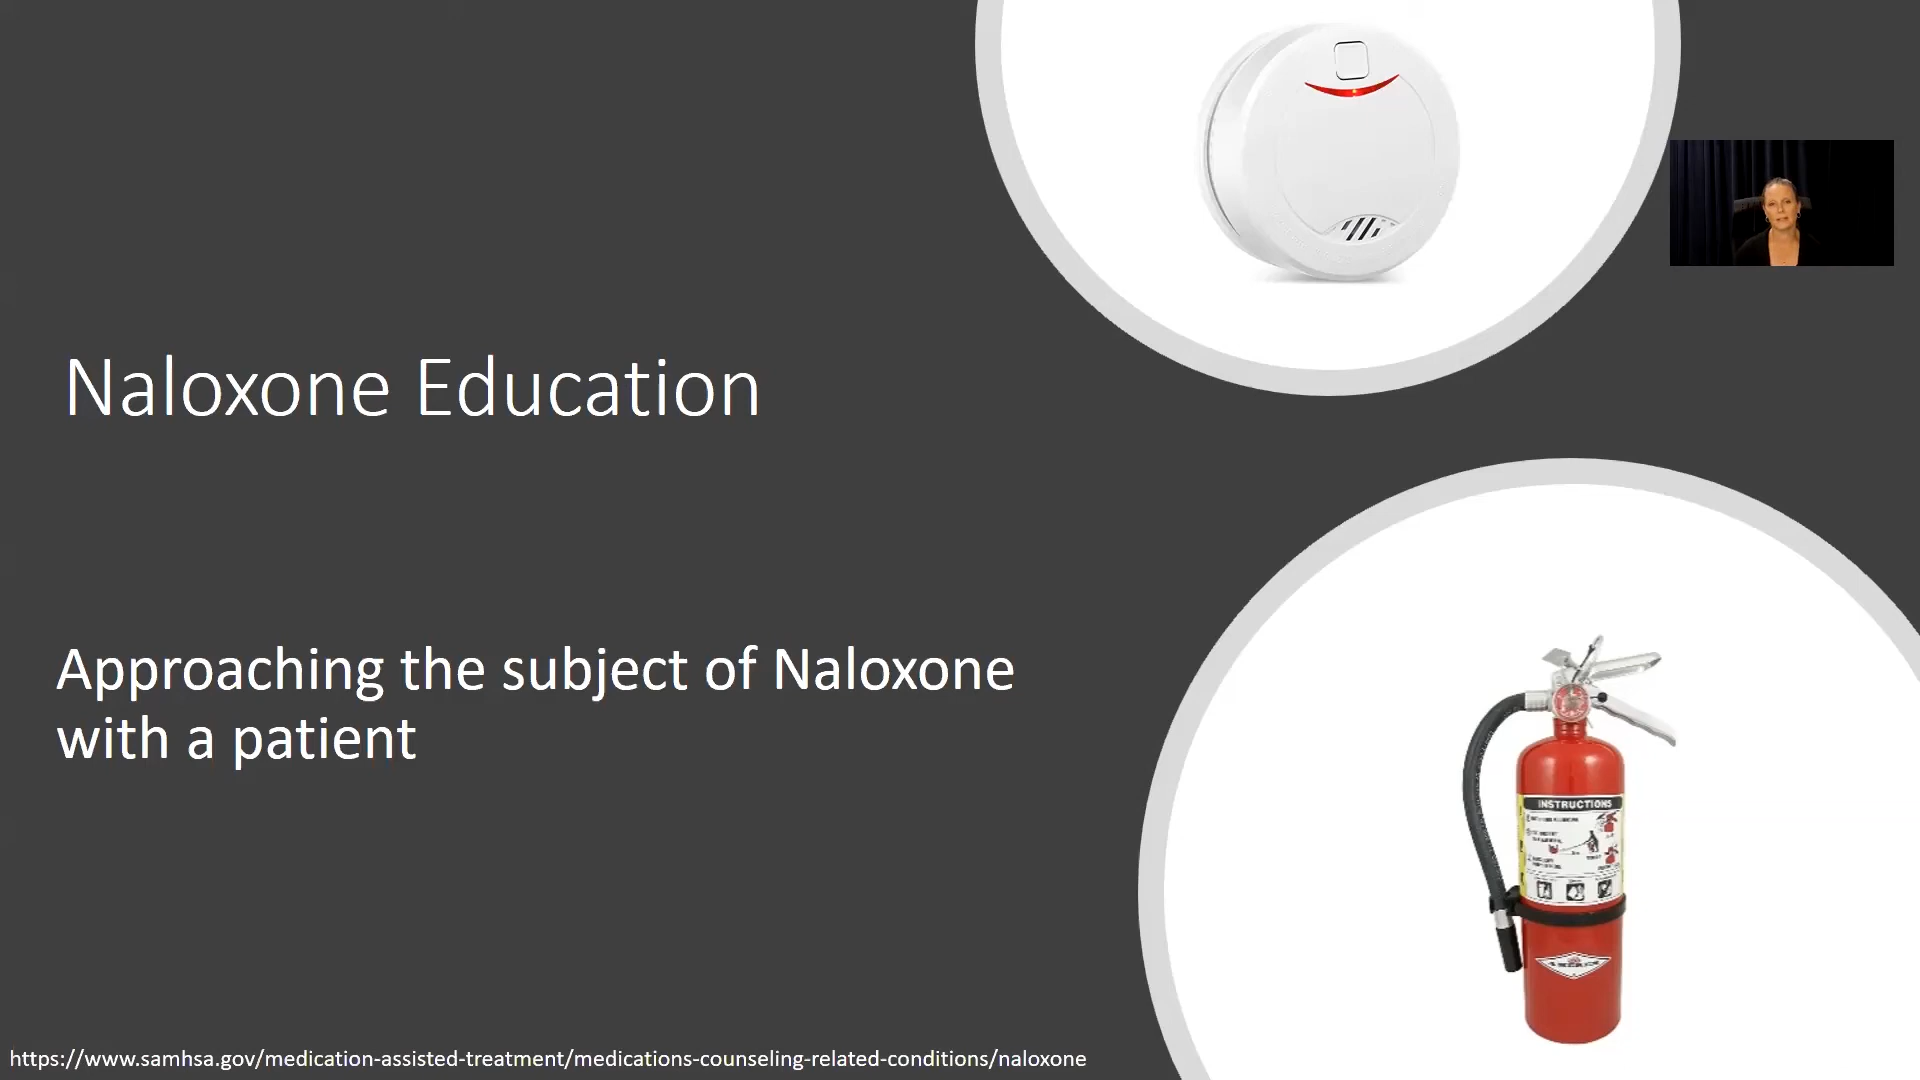 Naloxone Education
Approaching the subject of Naloxone
with a patient
INSTRUCTIONS
https://www.samhsa.gov/medication-assisted-treatment/medications-counseling-related-conditions/naloxone